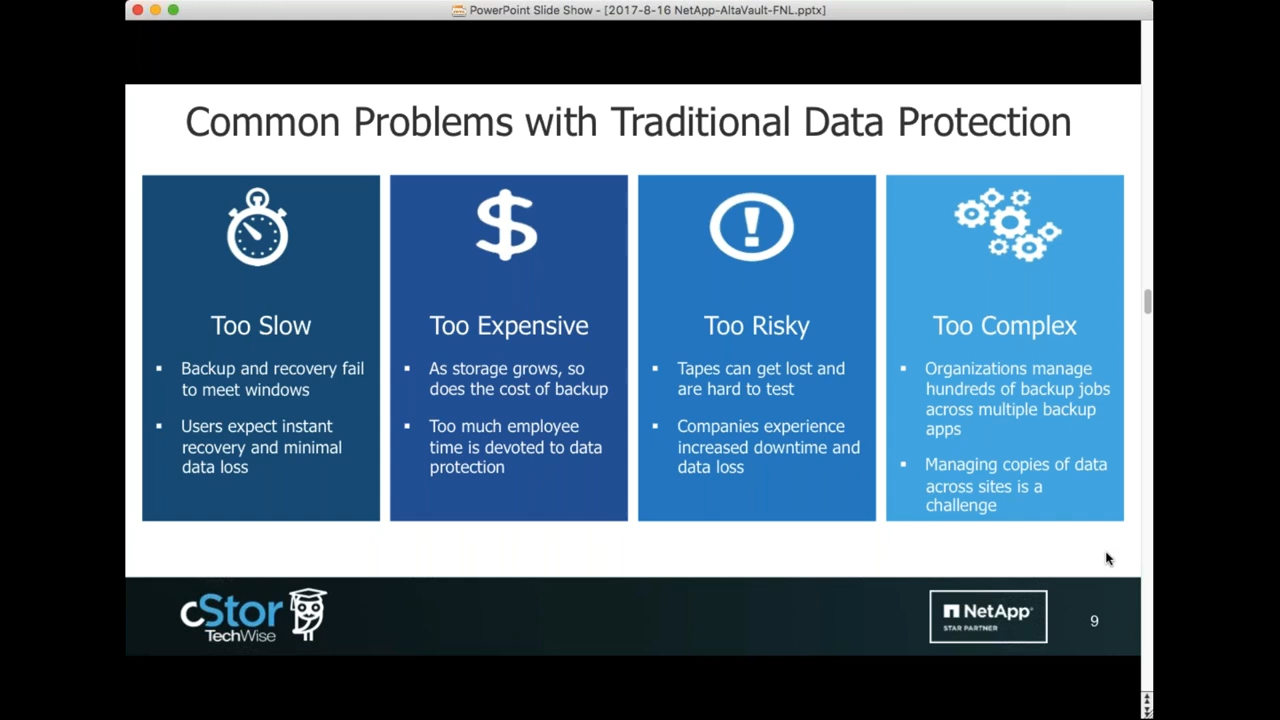 PowerPoint Slide Show - [2017-8-16 NetApp-AltaVault-FNL.pptx]
Common Problems with Traditional Data Protection
Too Slow
▪ Backup and recovery fail
to meet windows
▪ Users expect instant
recovery and minimal
data loss
Too Expensive
▪ As storage grows, so
does the cost of backup
▪ Too much employee
time is devoted to data
protection
Too Risky
▪ Tapes can get lost and
are hard to test
▪ Companies experience
increased downtime and
data loss
Too Complex
▪ Organizations manage
hundreds of backup jobs
across multiple backup
apps
▪ Managing copies of data
across sites is a
challenge
cStor
TechWise
NetApp
STAR PARTNER
9